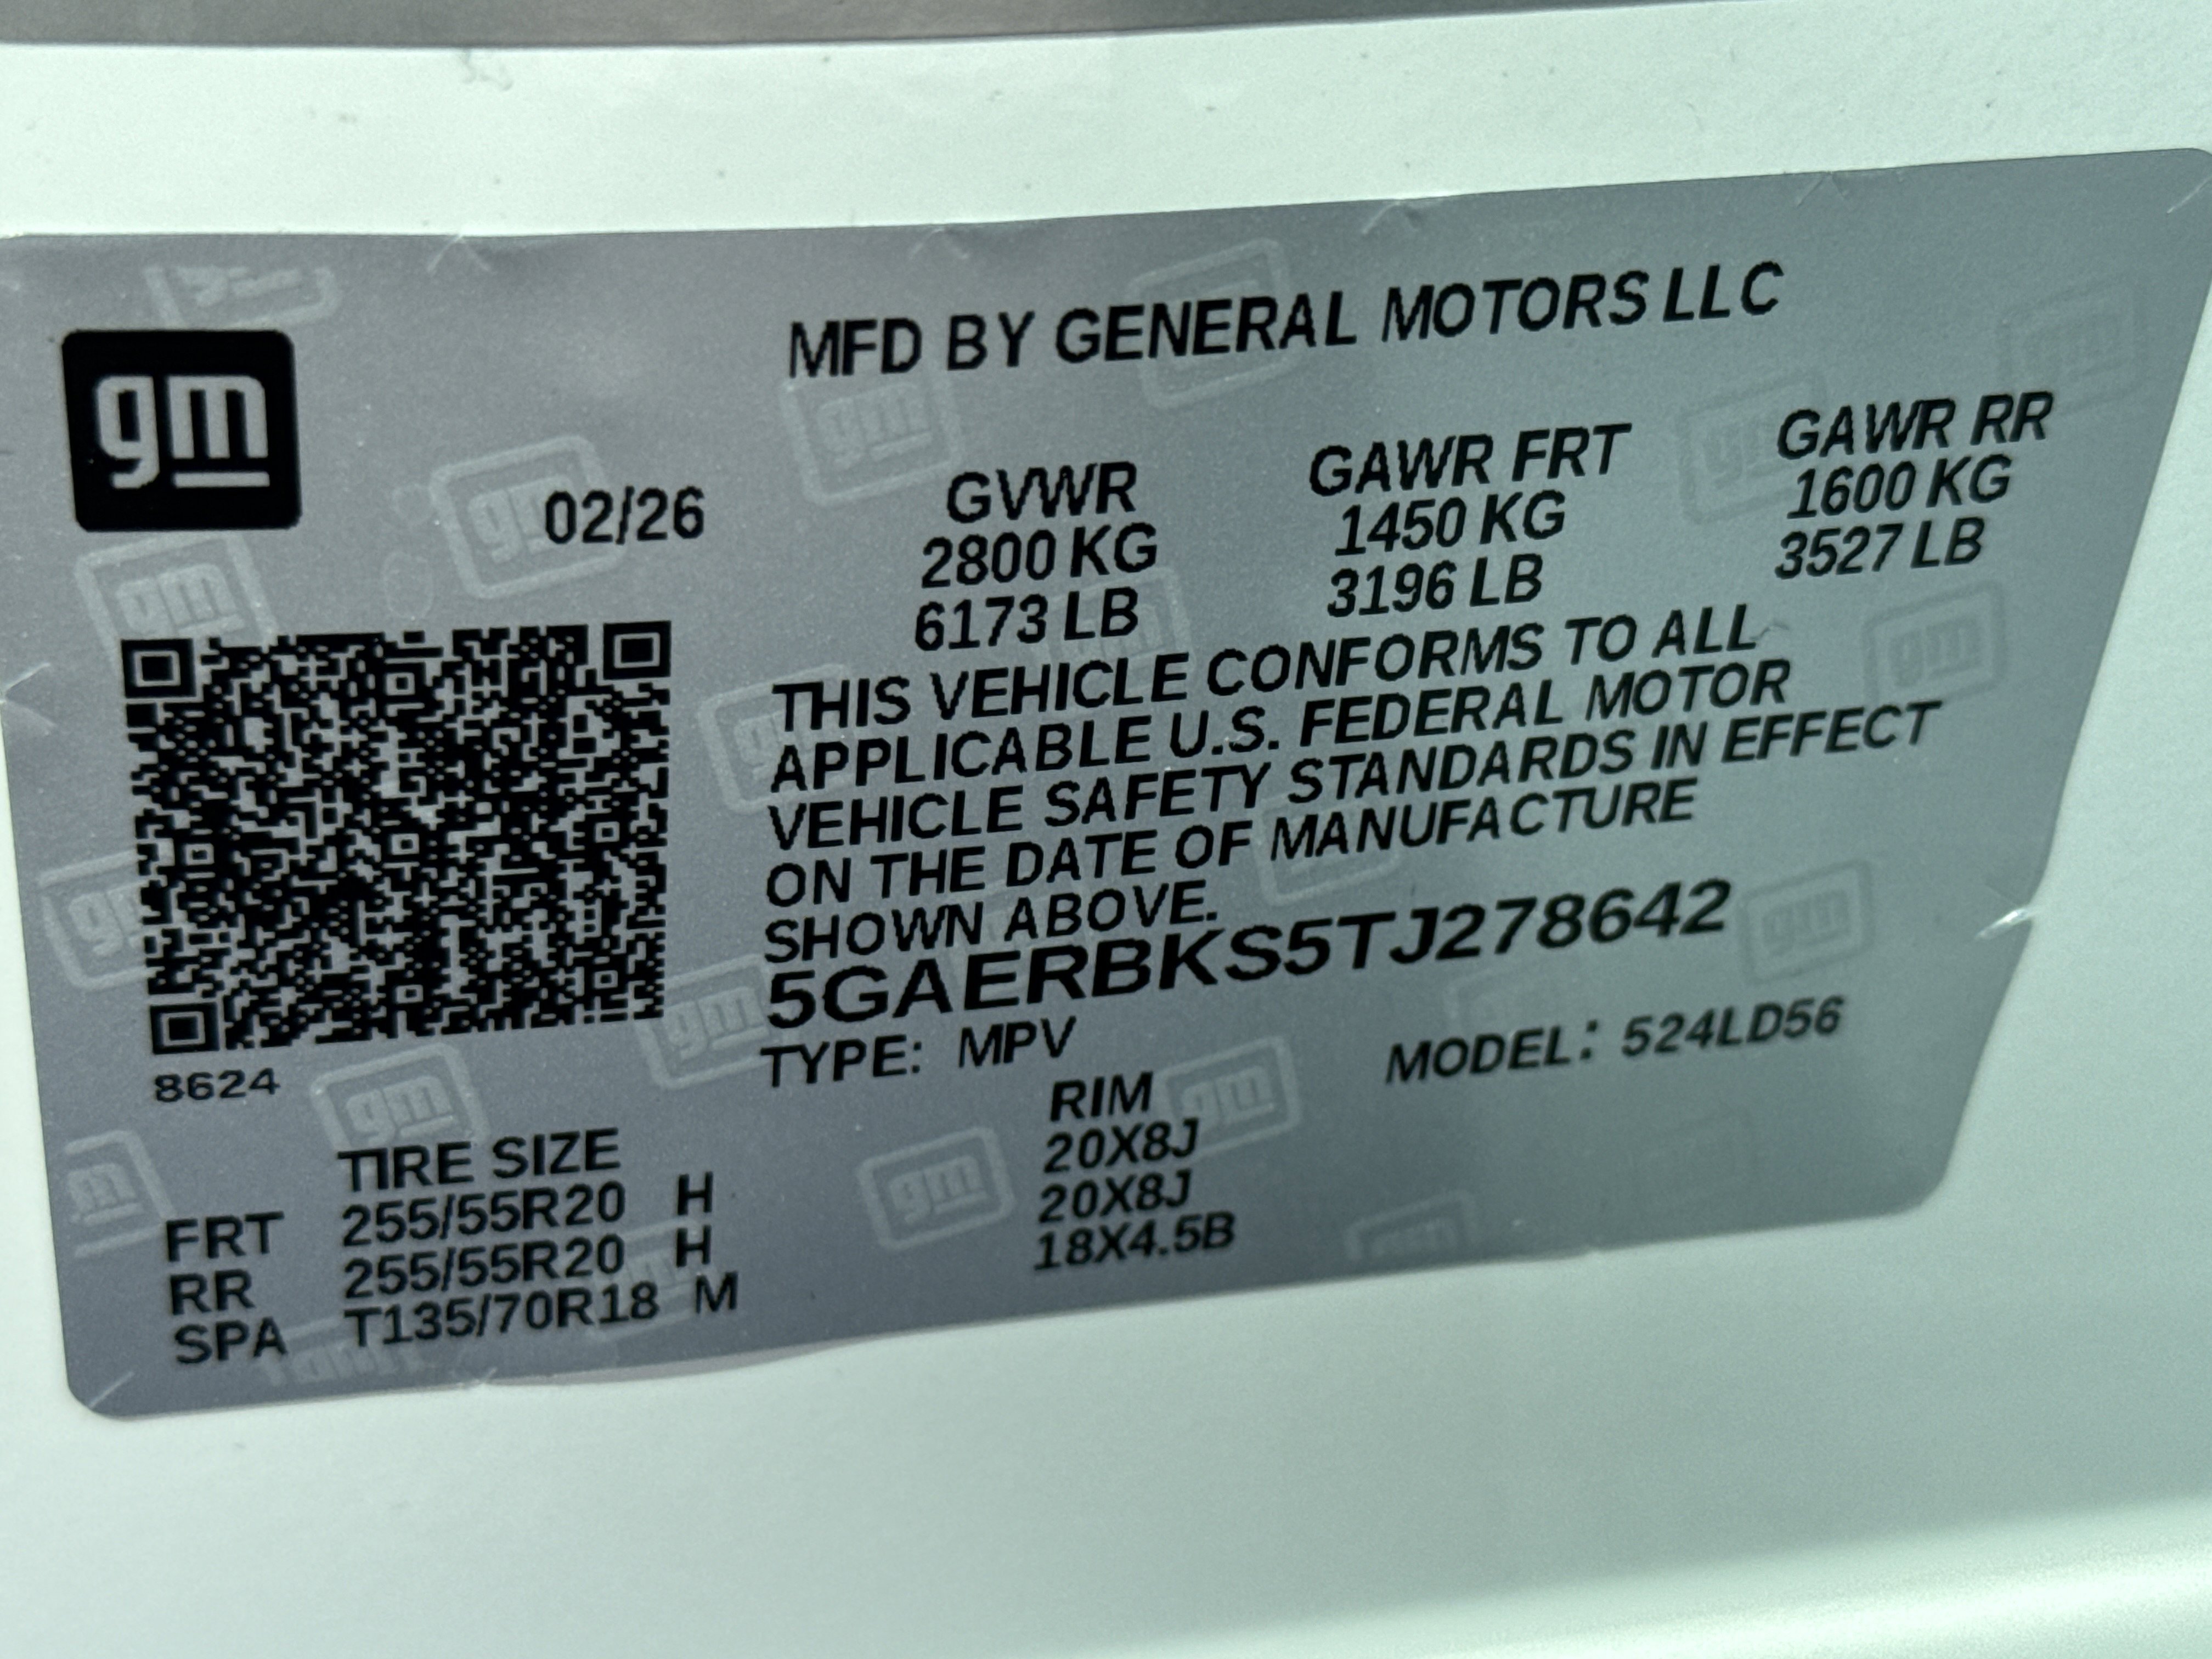 gm
MFD BY GENERAL MOTORS LLC
02/26
GVWR GAWR FRT GAWR RR
2800 KG 1450 KG 1600 KG
6173 LB 3196 LB 3527 LB
THIS VEHICLE CONFORMS TO ALL
APPLICABLE U.S. FEDERAL MOTOR
VEHICLE SAFETY STANDARDS IN EFFECT
ON THE DATE OF MANUFACTURE
SHOWN ABOVE.
5GAERBKS5TJ278642
TYPE: MPV MODEL: 524LD56
8624
TIRE SIZE RIM
FRT 255/55R20 H 20X8J
RR 255/55R20 H 20X8J
SPA T135/70R18 M 18X4.5B